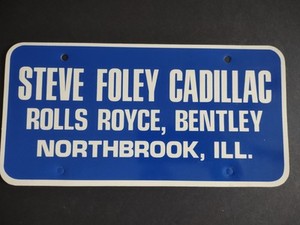 STEVE FOLEY CADILLAC
ROLLS ROYCE, BENTLEY
NORTHBROOK, ILL.